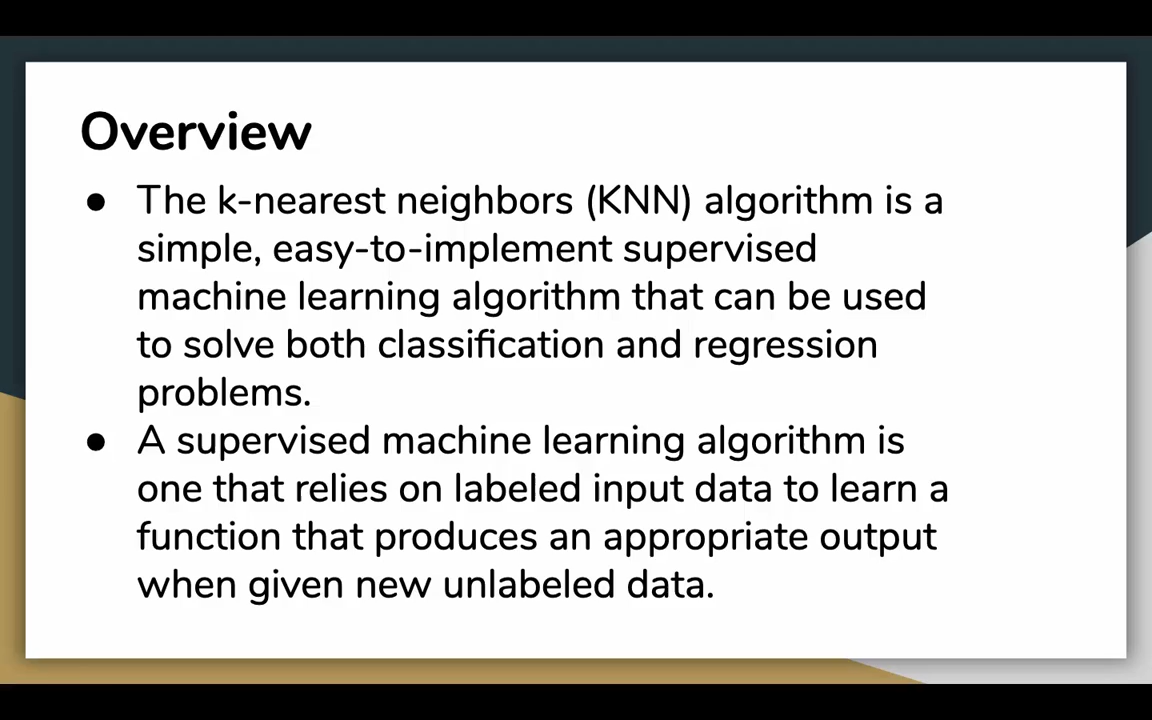 Overview
● The k-nearest neighbors (KNN) algorithm is a
simple, easy-to-implement supervised
machine learning algorithm that can be used
to solve both classification and regression
problems.
● A supervised machine learning algorithm is
one that relies on labeled input data to learn a
function that produces an appropriate output
when given new unlabeled data.